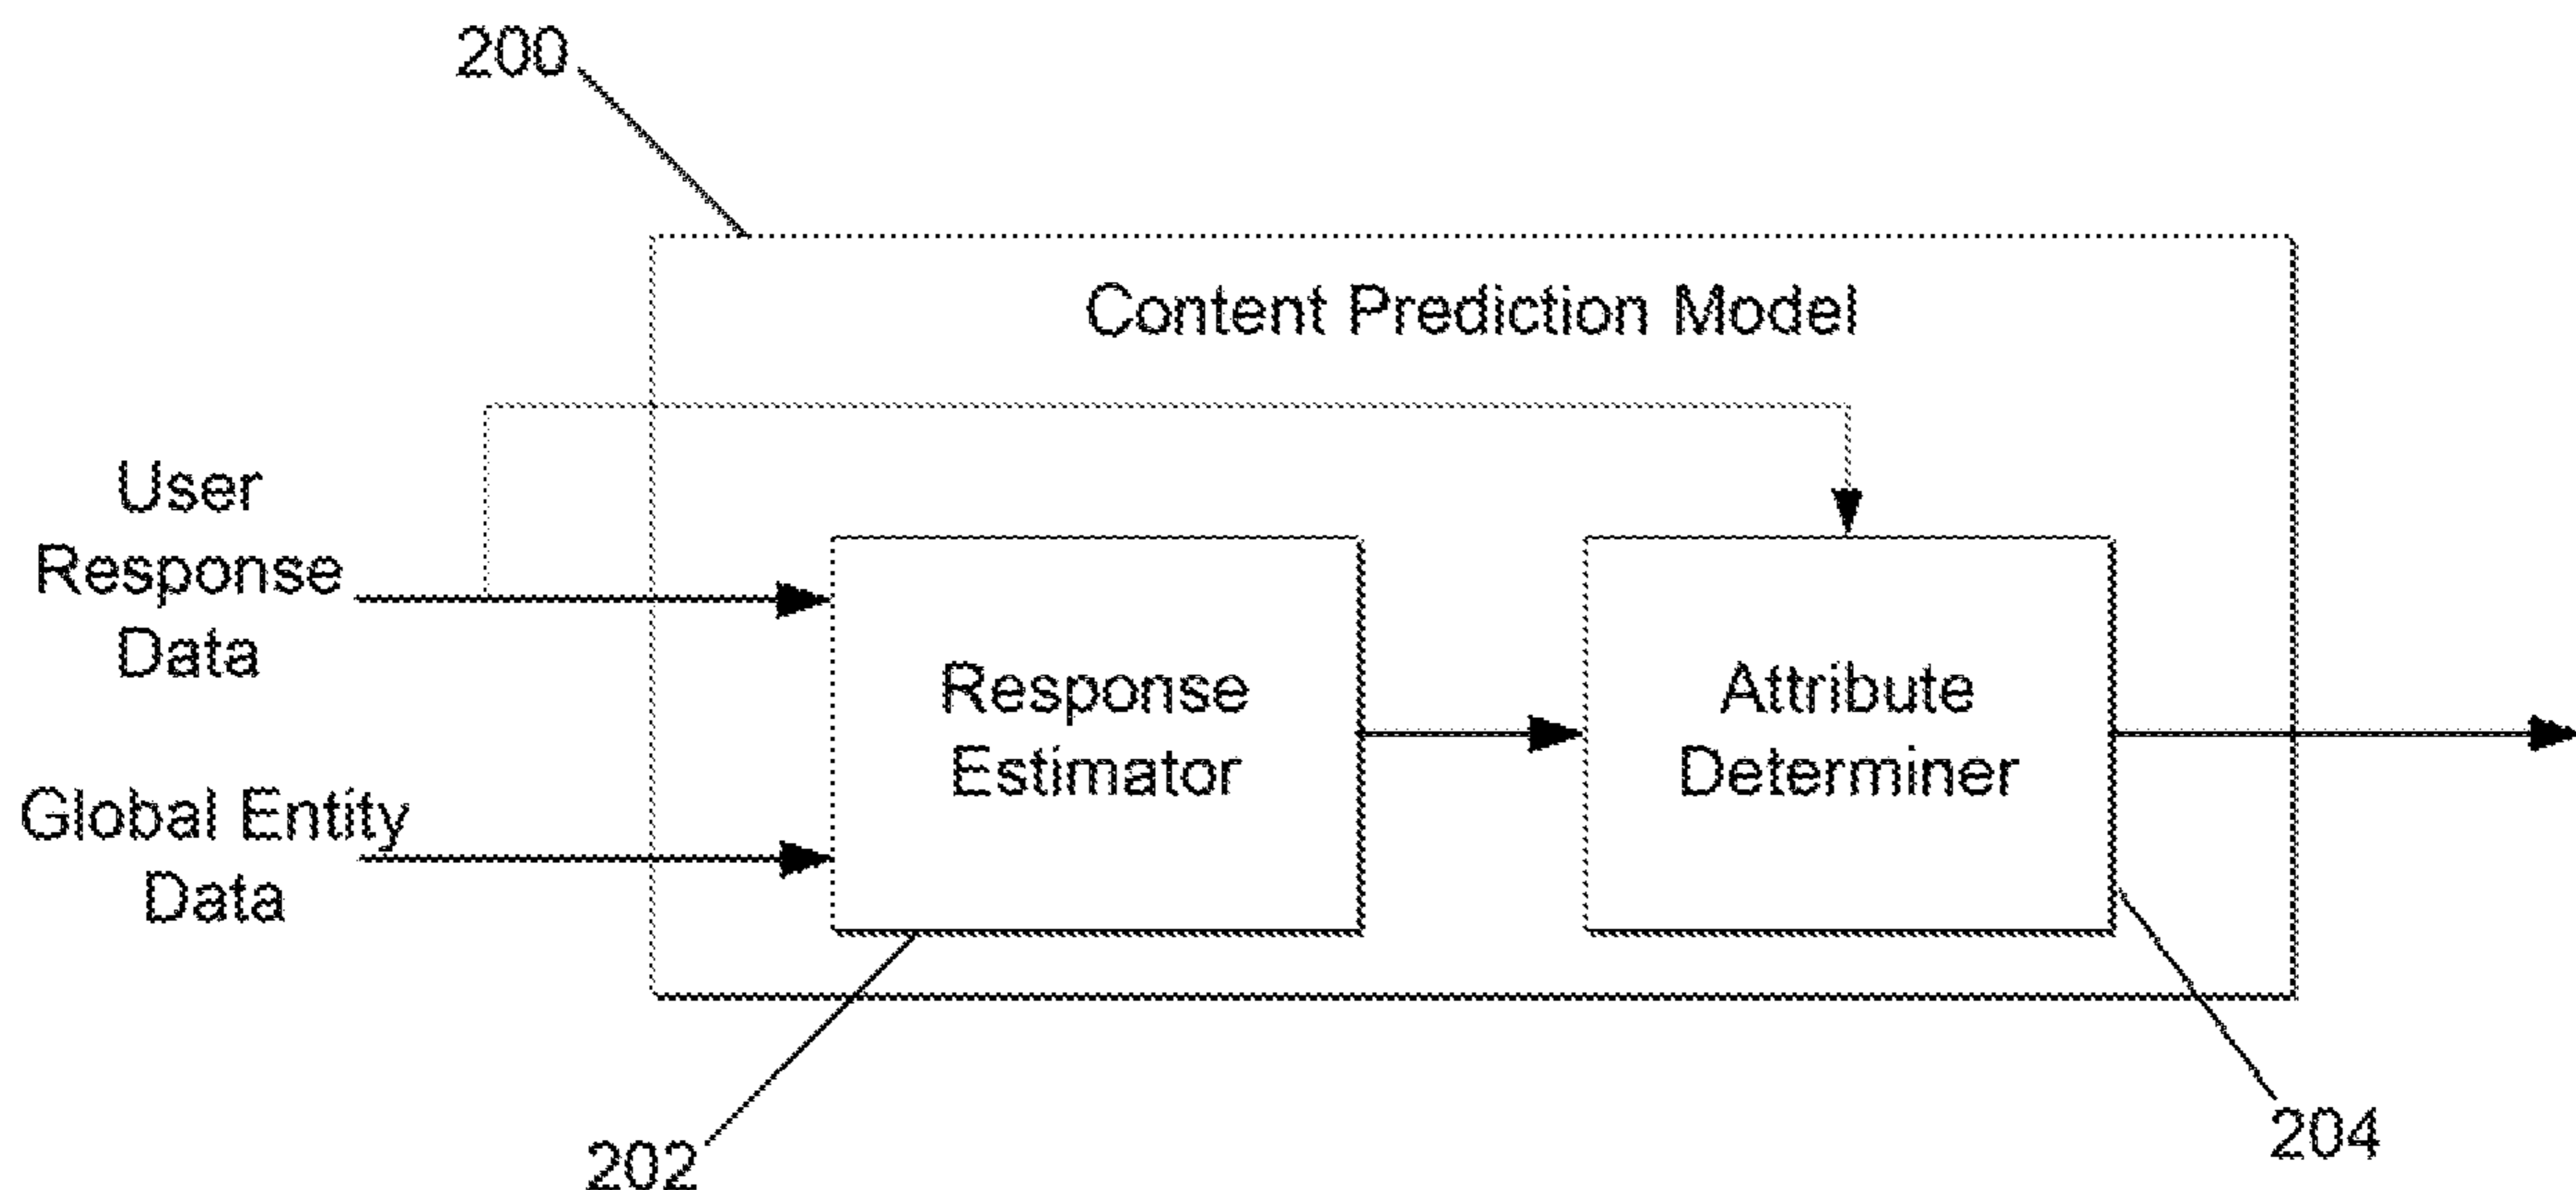 200
Content Prediction Model
User
Response
Data
Global Entity
Data
Response
Estimator
Attribute
Determiner
202
204